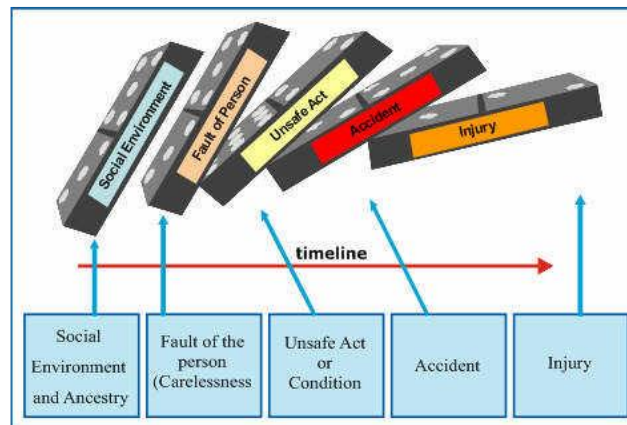 Social Environment
Fault of Person
Unsafe Act
Accident
Injury
timeline
Social
Environment
and Ancestry
Fault of the
person
(Carelessness
Unsafe Act
or
Condition
Accident
Injury